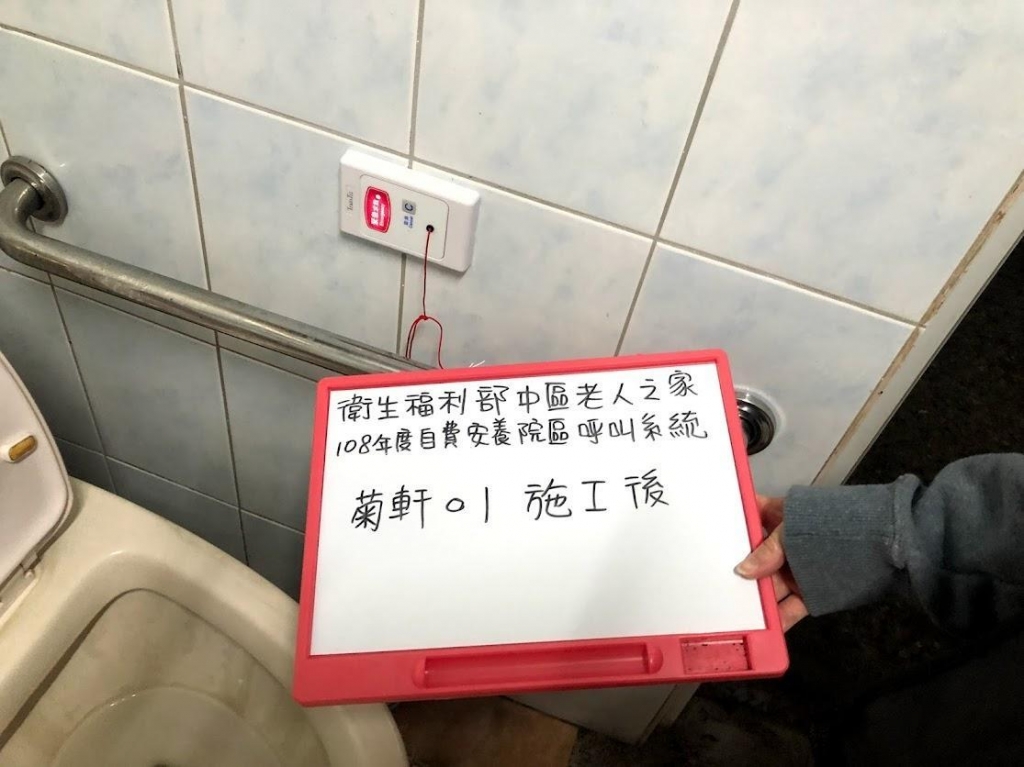 衛生福利部中區老人之家
108年度自費安養院區呼叫系統
菊軒01 施工後